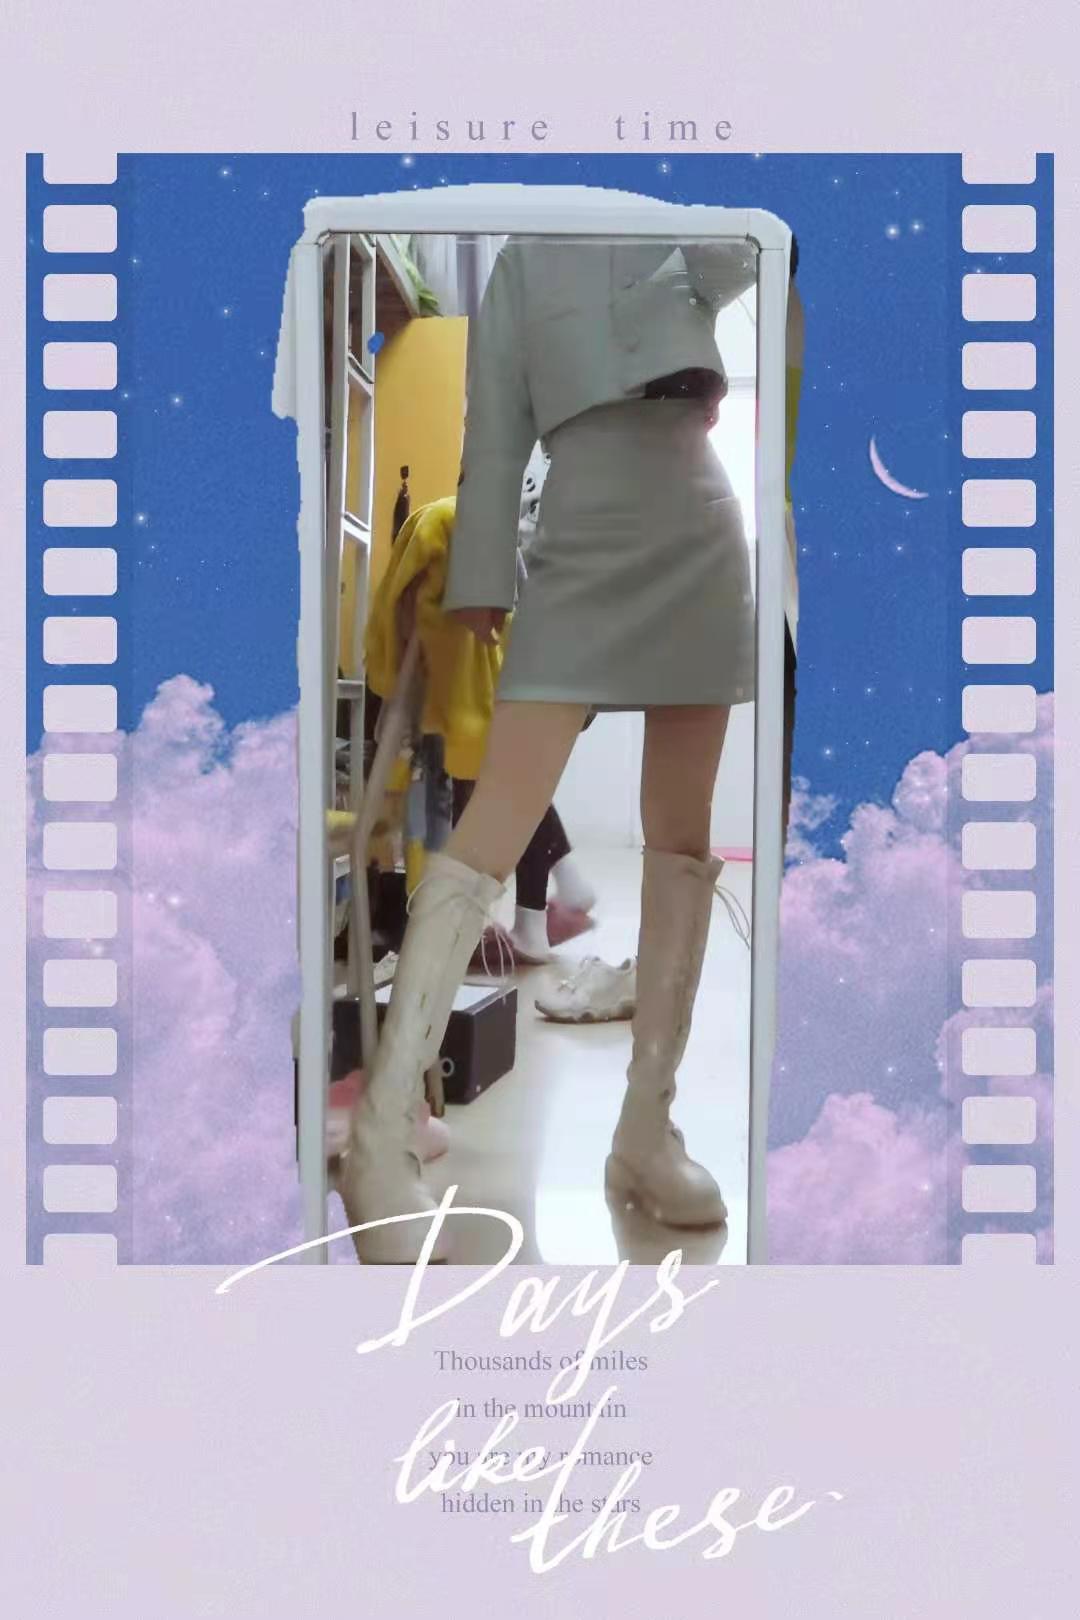 leisure time
Days
Thousands of miles
in the mountain
like
you are my romance
hidden in the stars
these